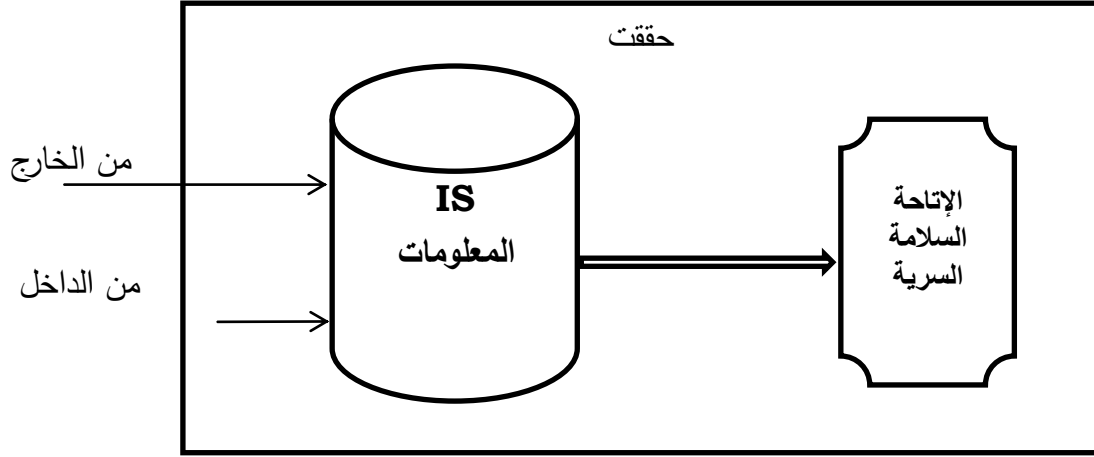 حققت
من الخارج
من الداخل
IS
المعلومات
الإتاحة
السلامة
السرية